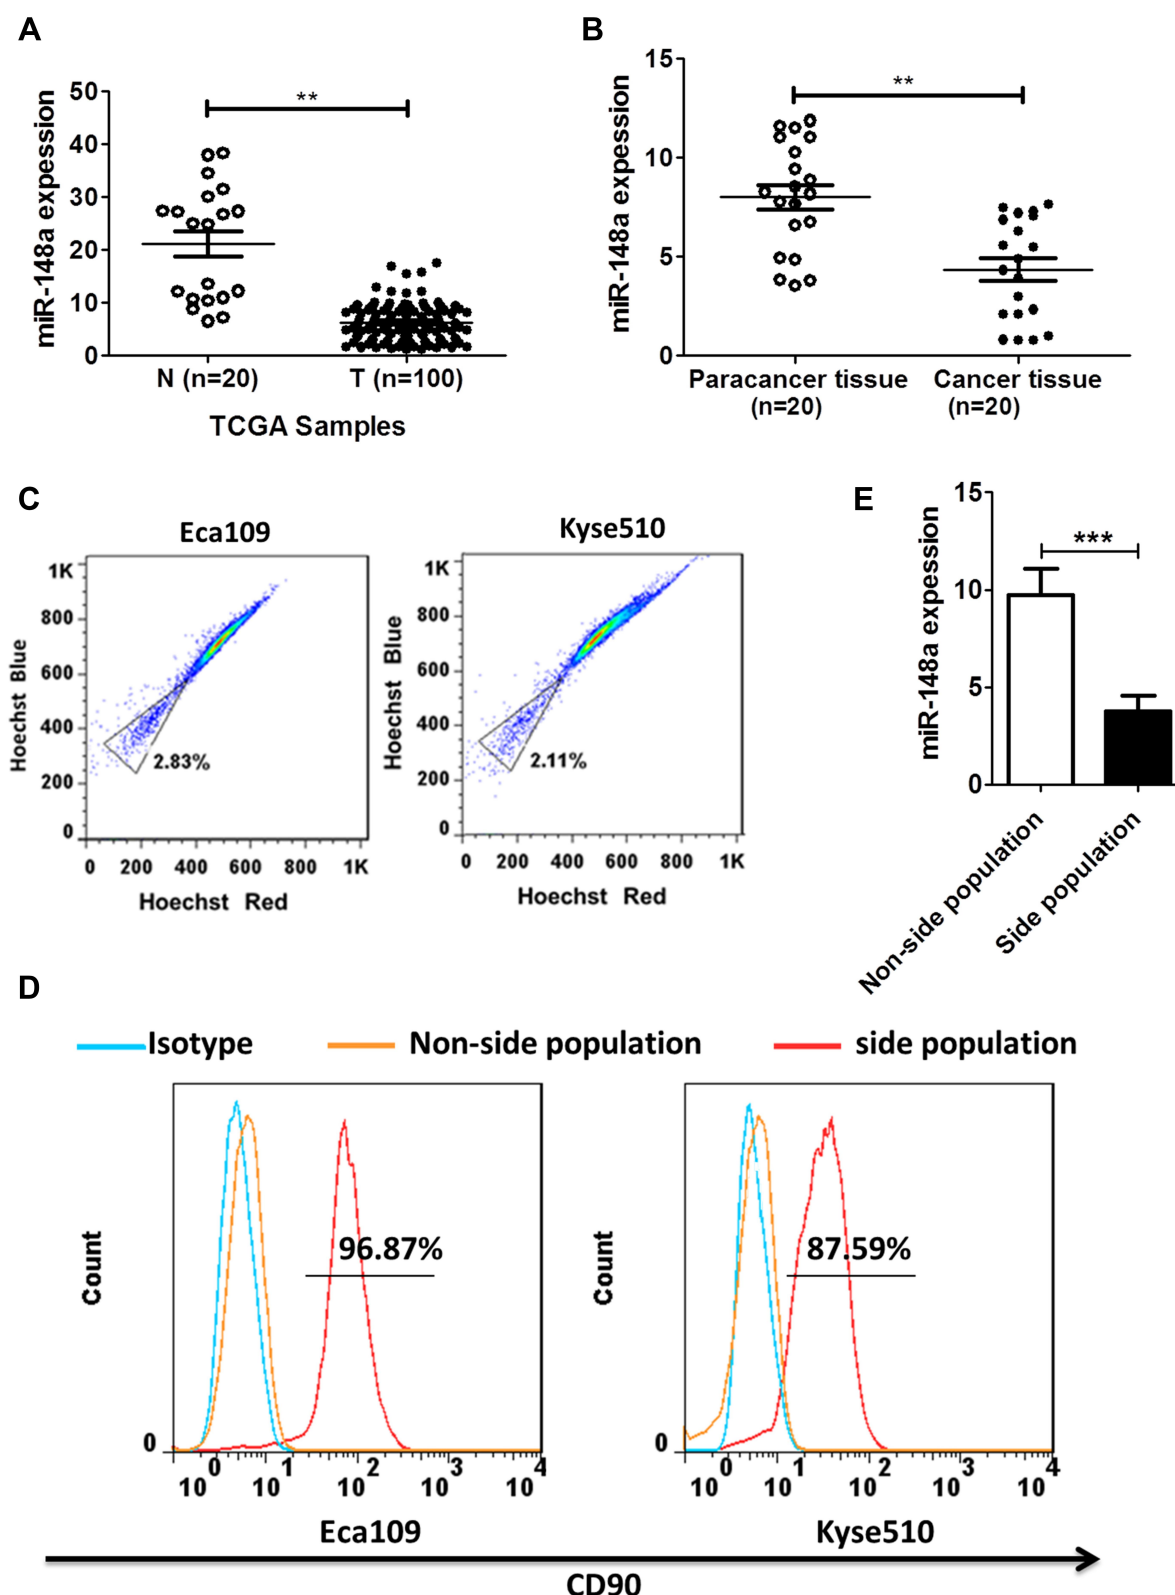 A
miR-148a expession
50
40
30
20
10
0
**
N (n=20)
T (n=100)
TCGA Samples
B
miR-148a expession
15
10
5
0
**
Paracancer tissue
(n=20)
Cancer tissue
(n=20)
C
Eca109
Hoechst Blue
1K
800
600
400
200
0
2.83%
0 200 400 600 800 1K
Hoechst Red
Kyse510
Hoechst Blue
1K
800
600
400
200
0
2.11%
0 200 400 600 800 1K
Hoechst Red
E
miR-148a expession
15
10
5
0
***
Non-side population
Side population
D
Isotype
Non-side population
side population
Count
0
96.87%
10^0 10^1 10^2 10^3 10^4
Eca109
Count
0
87.59%
10^0 10^1 10^2 10^3 10^4
Kyse510
CD90